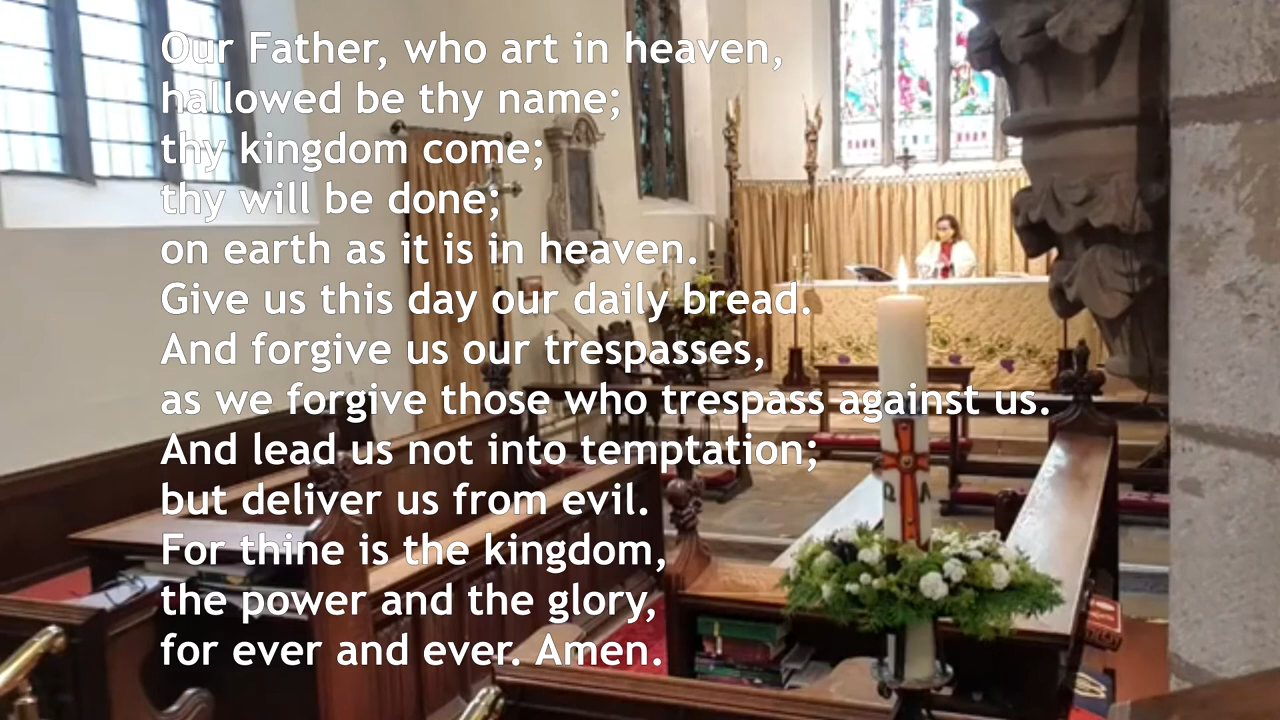 Our Father, who art in heaven,
hallowed be thy name;
thy kingdom come;
thy will be done;
on earth as it is in heaven.
Give us this day our daily bread.
And forgive us our trespasses,
as we forgive those who trespass against us.
And lead us not into temptation;
but deliver us from evil.
For thine is the kingdom,
the power and the glory,
for ever and ever. Amen.